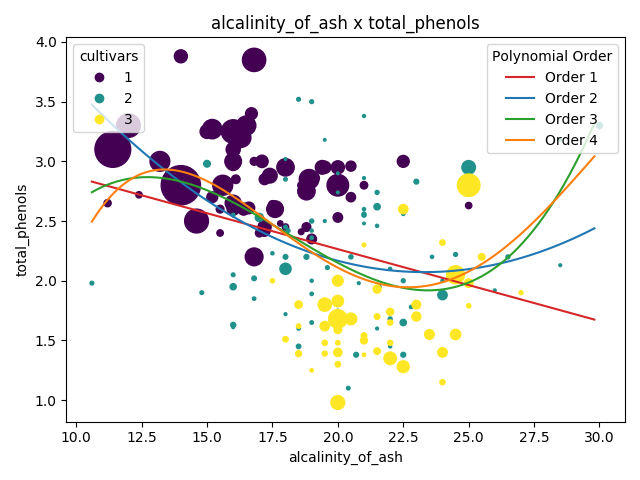 alcalinity_of_ash x total_phenols
cultivars
1
2
3
Polynomial Order
Order 1
Order 2
Order 3
Order 4
total_phenols
4.0
3.5
3.0
2.5
2.0
1.5
1.0
10.0 12.5 15.0 17.5 20.0 22.5 25.0 27.5 30.0
alcalinity_of_ash